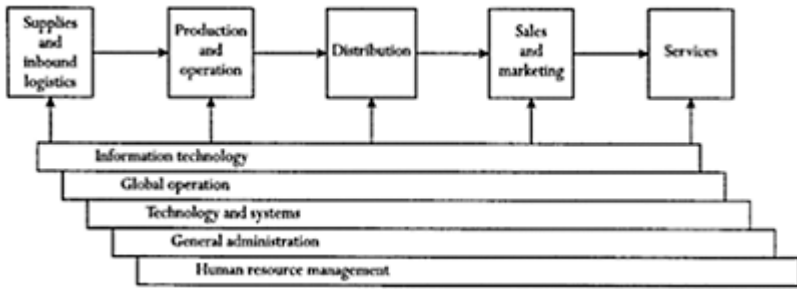 Supplies
and
inbound
logistics
Production
and
operation
Distribution
Sales
and
marketing
Services
Information technology
Global operation
Technology and systems
General administration
Human resource management